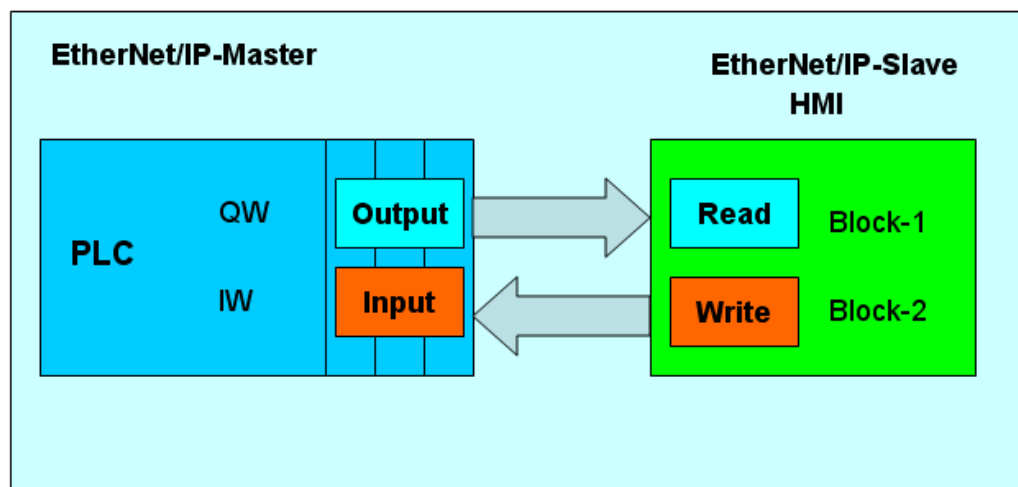 EtherNet/IP-Master
EtherNet/IP-Slave
HMI
QW
Output
Read
Block-1
PLC
IW
Input
Write
Block-2